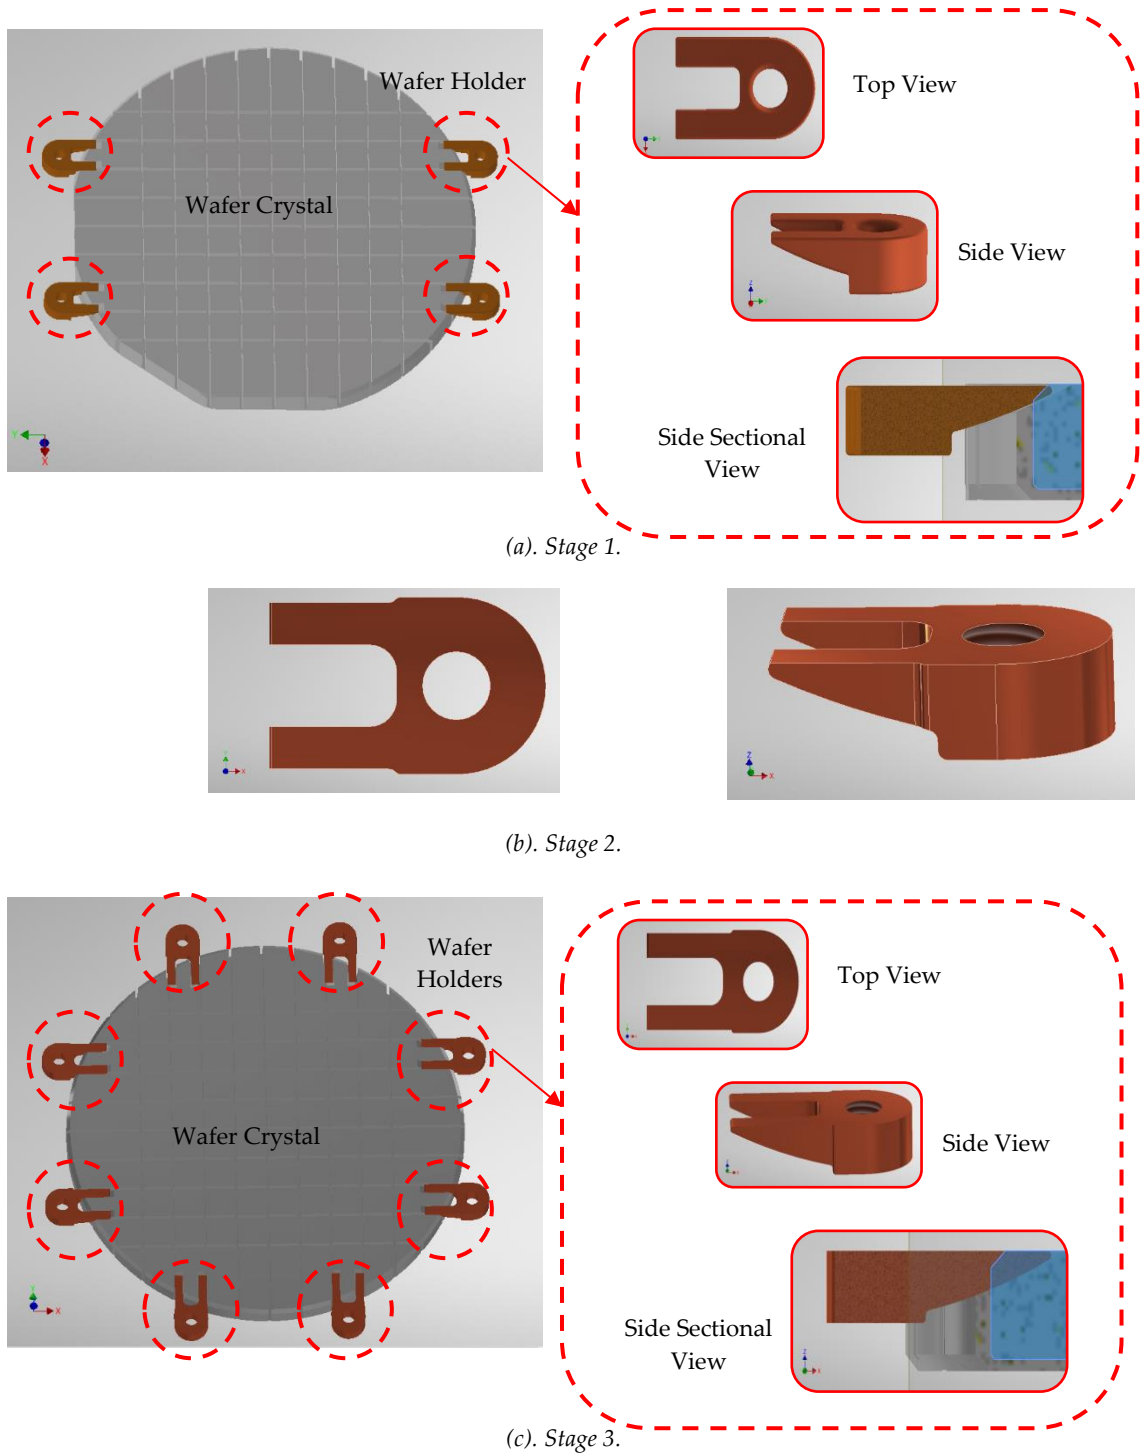 Wafer Holder
Wafer Crystal
Top View
Side View
Side Sectional
View
(a). Stage 1.
(b). Stage 2.
Wafer
Holders
Wafer Crystal
Top View
Side View
Side Sectional
View
(c). Stage 3.